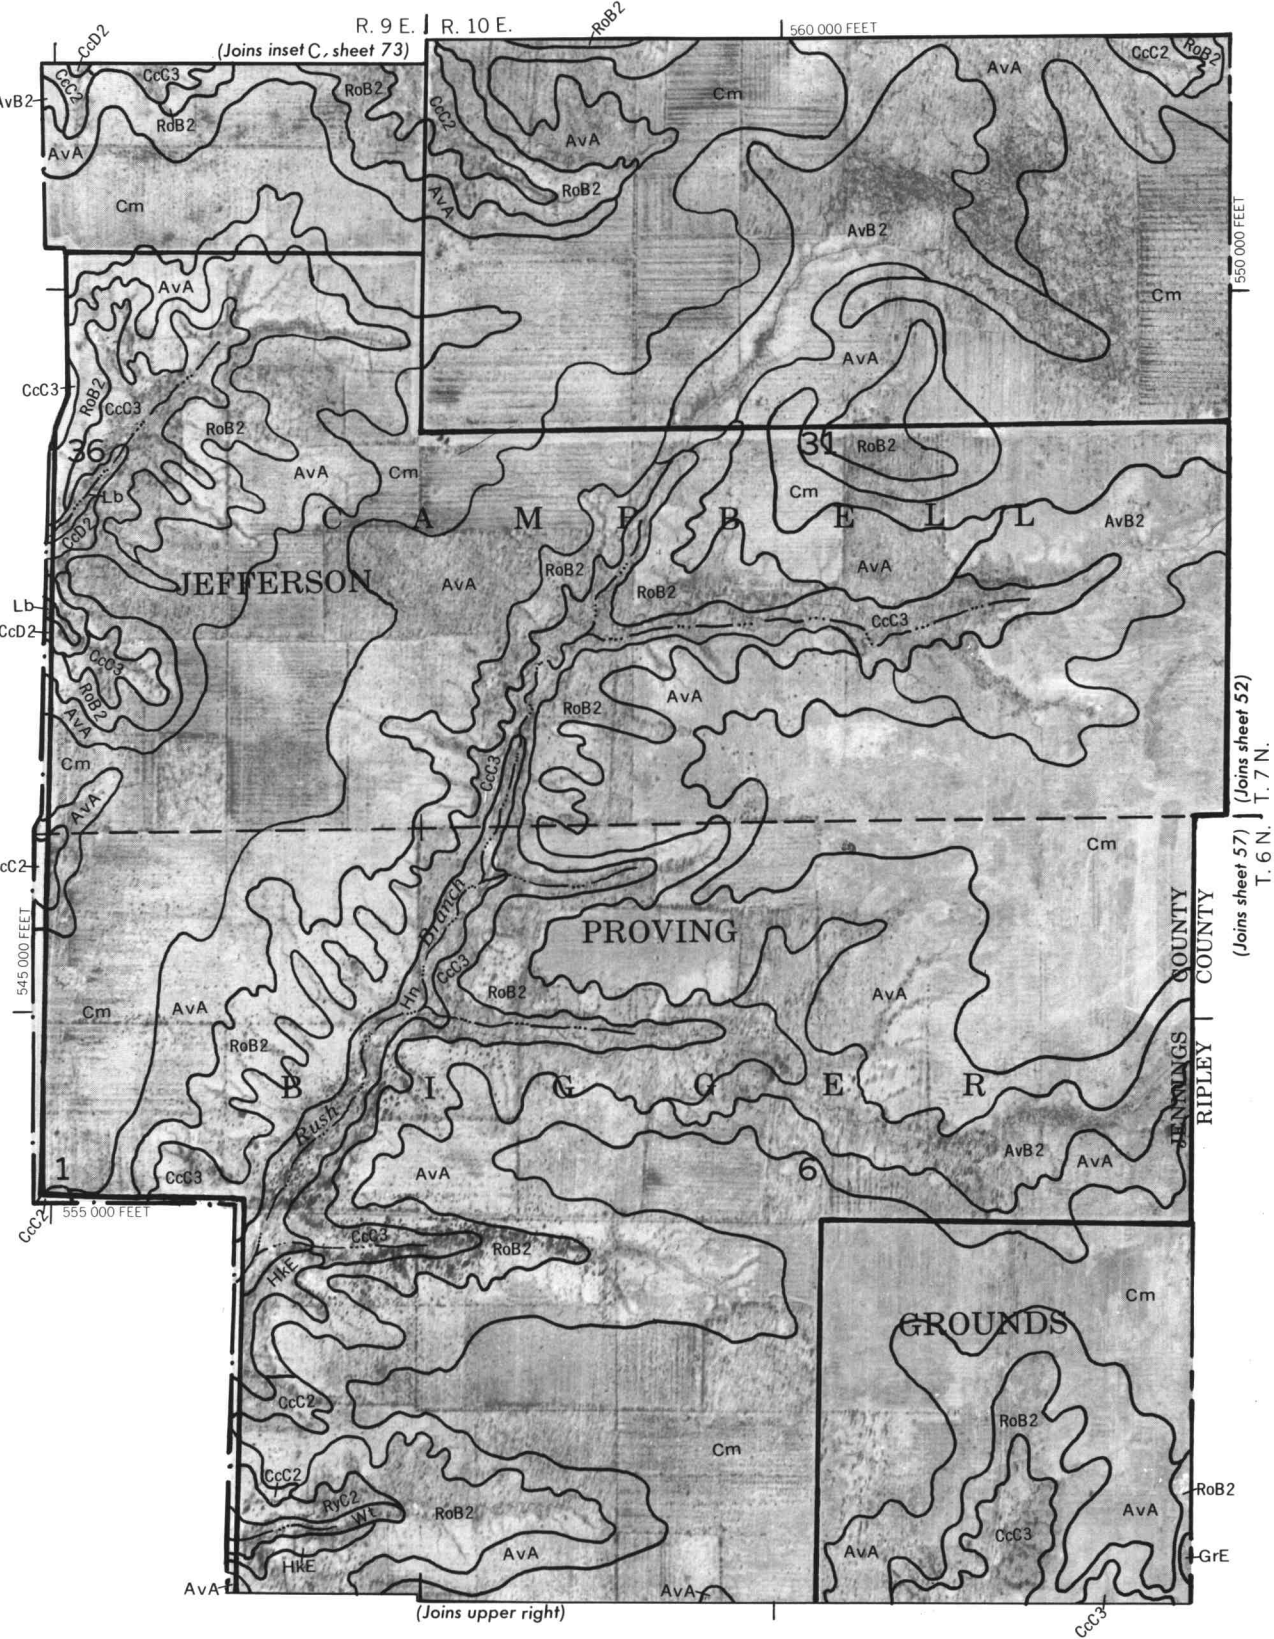 R. 9 E. R. 10 E.
RoB2
560 000 FEET
CcD2
(Joins inset C, sheet 73)
CcC2
CcC3
RoB2
CcC2
RoB2
AvA
Cm
AvB2
RoB2
CcC2
AvA
AvA
RoB2
AvA
Cm
AvB2
550 000 FEET
AvA
Cm
AvA
CcC3
RoB2
CcC3
RoB2
36
31
RoB2
AvA
Cm
Cm
Lb
CAMPBELL
AvB2
CcD2
JEFFERSON
AvA
RoB2
AvA
RoB2
Lb
CcC3
CcD2
CcC3
RoB2
AvA
AvA
RoB2
Cm
CcC3
AvA
(Joins sheet 52)
T. 7 N.
Cm
T. 6 N.
(Joins sheet 57)
Branch
PROVING
JENNINGS COUNTY
RIPLEY COUNTY
545 000 FEET
CcC3
Hn
RoB2
AvA
Cm
AvA
RoB2
BIGGER
Rush
AvB2
AvA
1
CcC3
AvA
6
CcC2
555 000 FEET
CcC3
RoB2
HkE
Cm
GROUNDS
CcC2
RoB2
Cm
CcC2
RyC2
Wt
RoB2
RoB2
AvA
CcC3
HkE
AvA
AvA
GrE
AvA
AvA
(Joins upper right)
CcC3